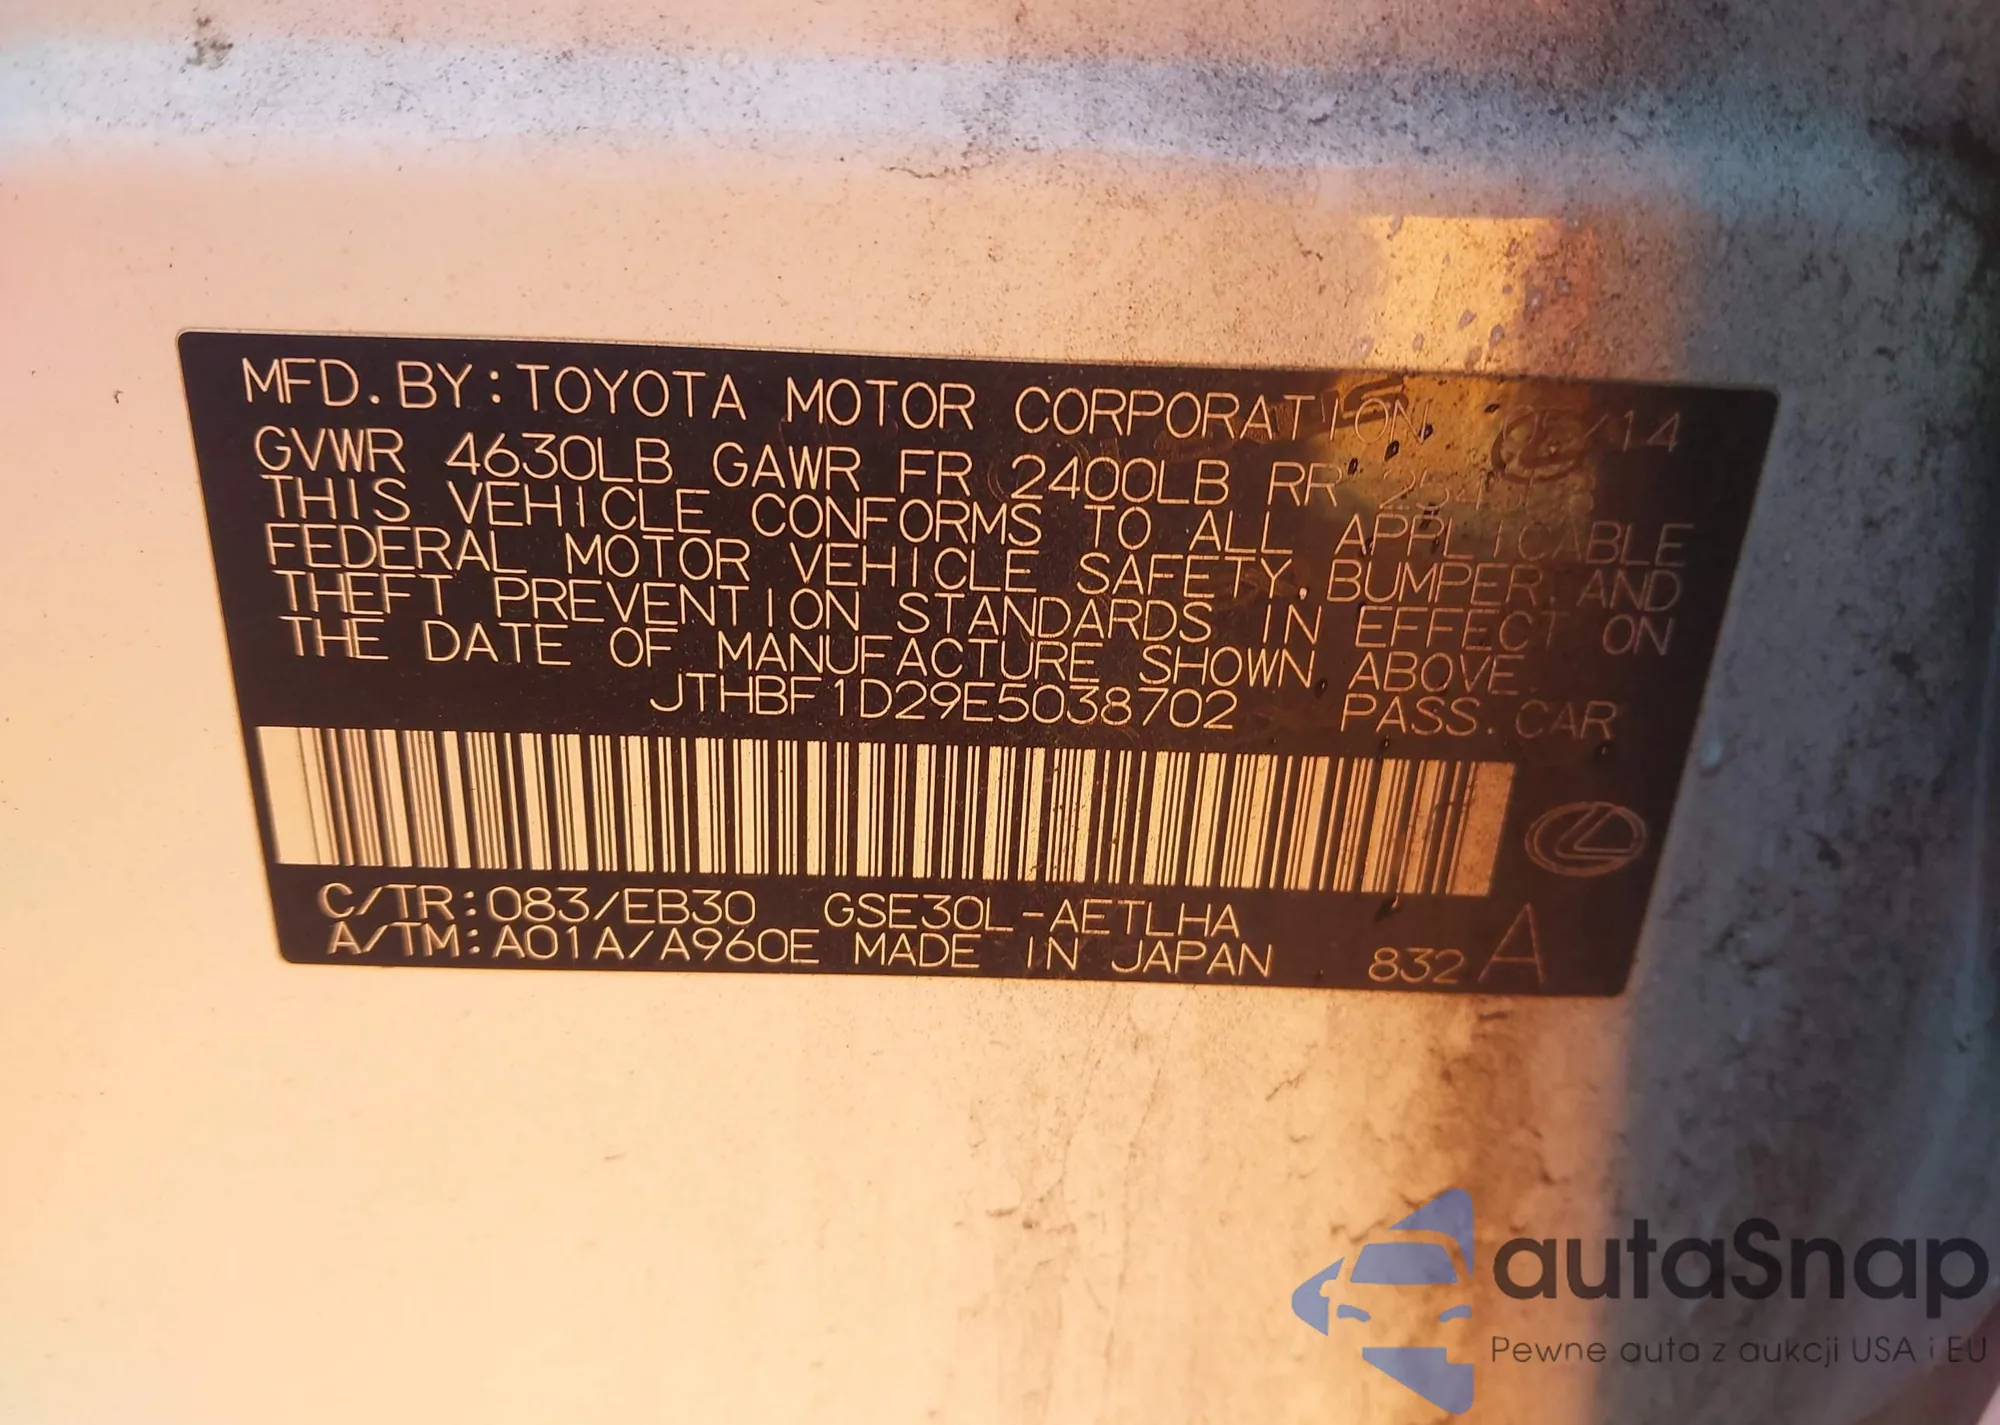 MFD. BY: TOYOTA MOTOR CORPORATION /14
GVWR 4630LB GAWR FR 2400LB RR
THIS VEHICLE CONFORMS TO ALL APPLICABLE
FEDERAL MOTOR VEHICLE SAFETY, BUMPER, AND
THEFT PREVENTION STANDARDS IN EFFECT ON
THE DATE OF MANUFACTURE SHOWN ABOVE.
JTHBF1D29E5038702 PASS. CAR
C/TR: 083/EB30 GSE30L-AETLHA
A/TM: A01A/A960E MADE IN JAPAN 832 A
autaSnap
Pewne auta z aukcji USA i EU